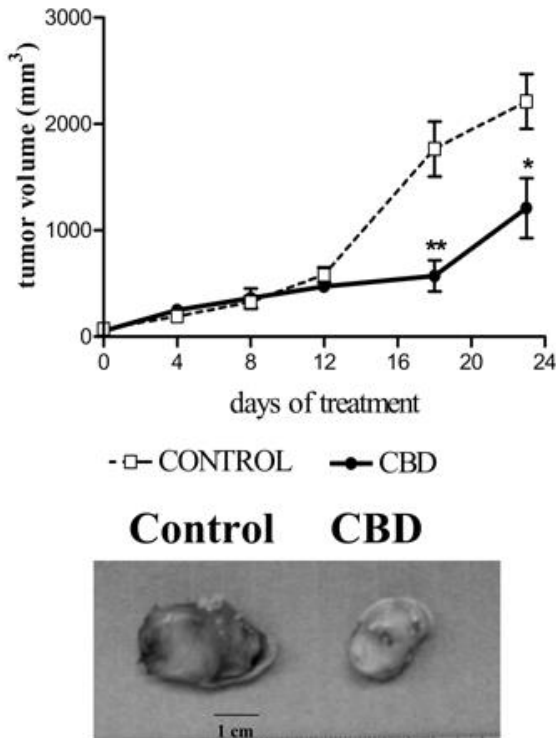 3000
2000
1000
0
tumor volume (mm³)
**
*
0 4 8 12 16 20 24
days of treatment
CONTROL CBD
Control CBD
1 cm